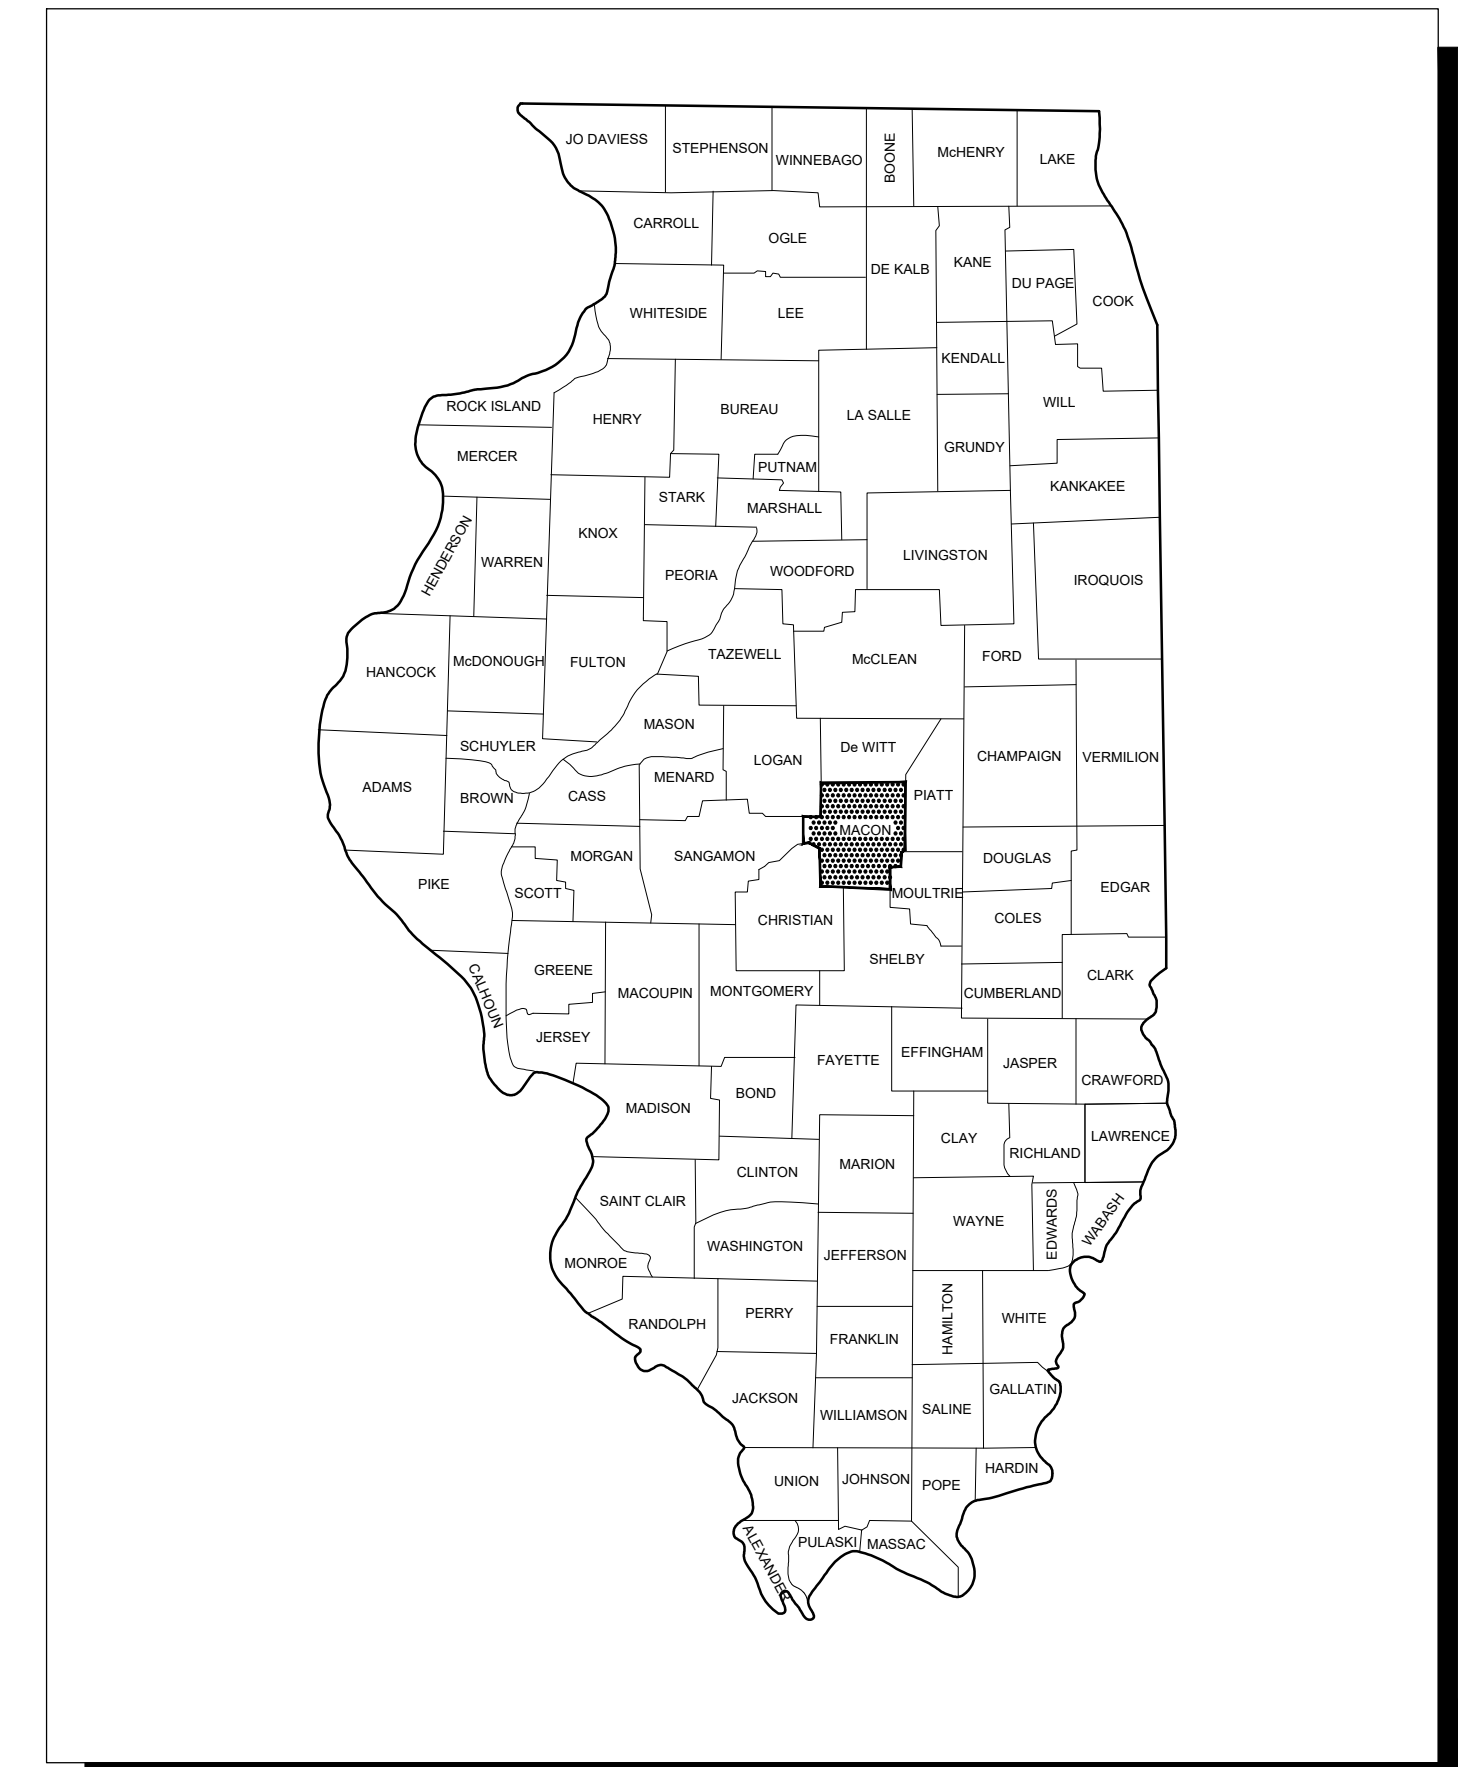 JO DAVIESS
STEPHENSON
WINNEBAGO
BOONE
McHENRY
LAKE
CARROLL
OGLE
DE KALB
KANE
DU PAGE
COOK
WHITESIDE
LEE
KENDALL
ROCK ISLAND
HENRY
BUREAU
LA SALLE
WILL
MERCER
PUTNAM
GRUNDY
KANKAKEE
STARK
MARSHALL
HENDERSON
WARREN
KNOX
PEORIA
WOODFORD
LIVINGSTON
IROQUOIS
HANCOCK
McDONOUGH
FULTON
TAZEWELL
McCLEAN
FORD
MASON
SCHUYLER
LOGAN
De WITT
CHAMPAIGN
VERMILION
ADAMS
BROWN
CASS
MENARD
PIATT
MACON
PIKE
SCOTT
MORGAN
SANGAMON
DOUGLAS
EDGAR
MOULTRIE
CHRISTIAN
COLES
SHELBY
CALHOUN
GREENE
MACOUPIN
MONTGOMERY
CUMBERLAND
CLARK
JERSEY
FAYETTE
EFFINGHAM
JASPER
CRAWFORD
MADISON
BOND
CLAY
RICHLAND
LAWRENCE
CLINTON
MARION
SAINT CLAIR
WAYNE
EDWARDS
WABASH
MONROE
WASHINGTON
JEFFERSON
RANDOLPH
PERRY
FRANKLIN
HAMILTON
WHITE
JACKSON
WILLIAMSON
SALINE
GALLATIN
UNION
JOHNSON
POPE
HARDIN
ALEXANDER
PULASKI
MASSAC